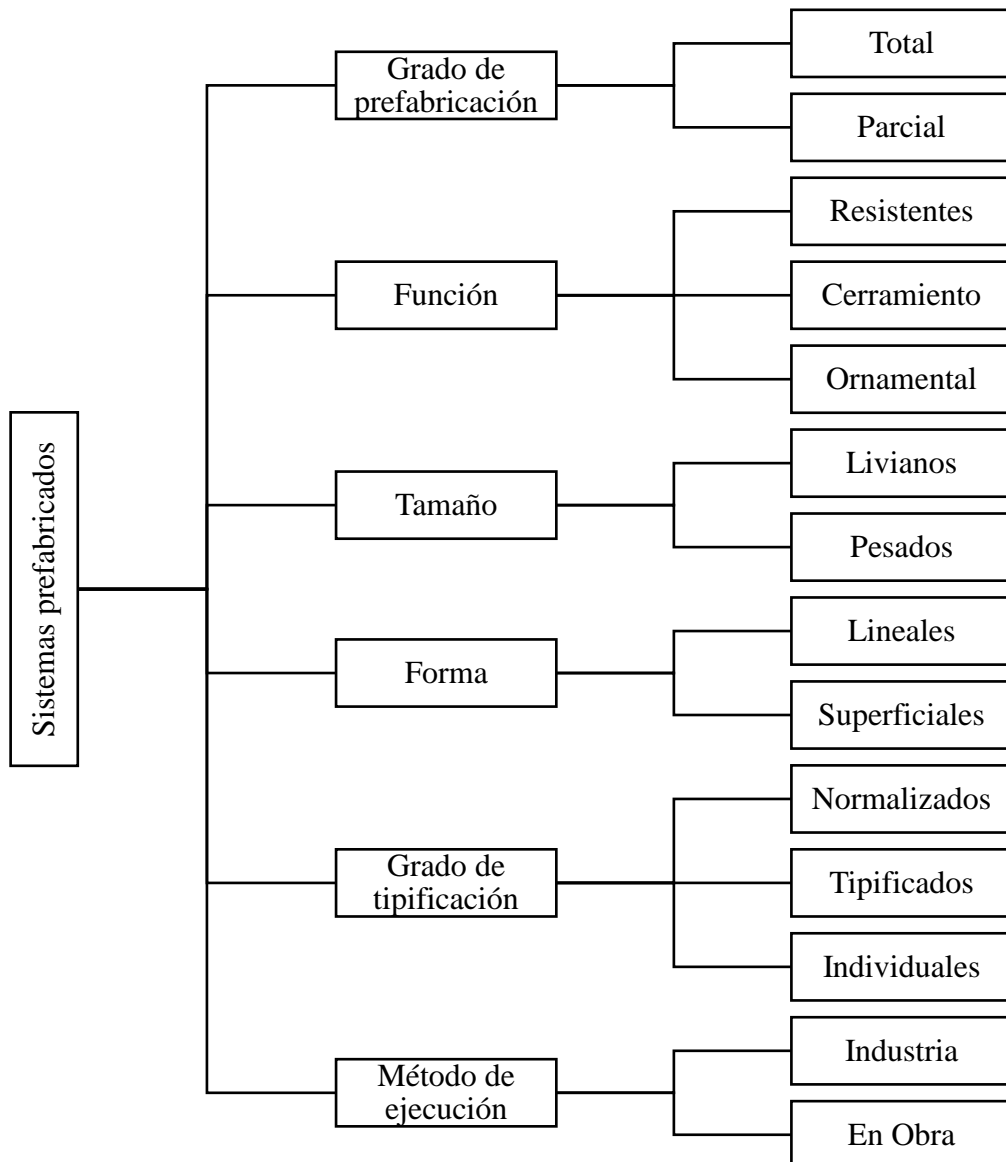 Sistemas prefabricados
Grado de
prefabricación
Total
Parcial
Función
Resistentes
Cerramiento
Ornamental
Tamaño
Livianos
Pesados
Forma
Lineales
Superficiales
Grado de
tipificación
Normalizados
Tipificados
Individuales
Método de
ejecución
Industria
En Obra